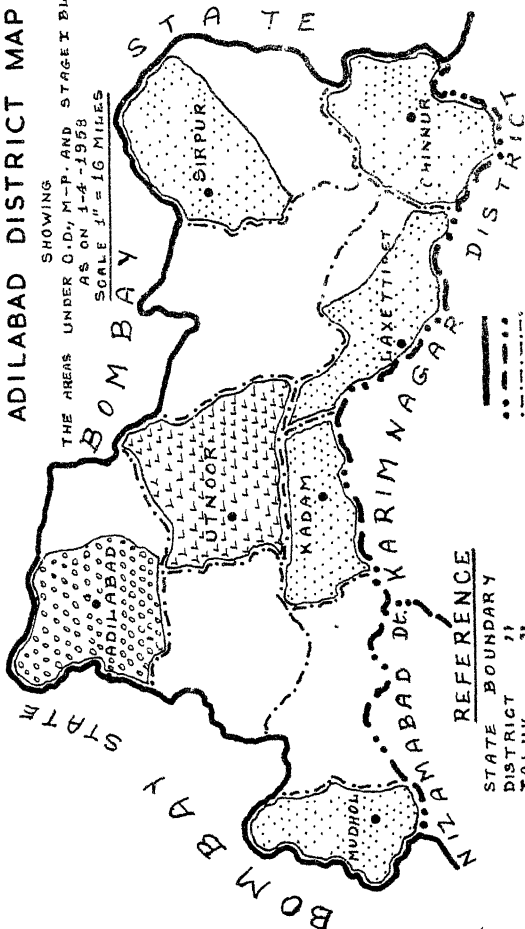 ADILABAD DISTRICT MAP
SHOWING
THE AREAS UNDER C.D., M-P. AND STAGE I
AS ON 1-4-1958
SCALE 1" = 16 MILES
BOMBAY STATE
BOMBAY STATE
ADILABAD
UTNOOR
SIRPUR
CHINNUR
LAXETTIPET
KADAM
MUDHOL
NIZAMABAD Dt.
KARIMNAGAR DISTRICT
REFERENCE
STATE BOUNDARY
DISTRICT "